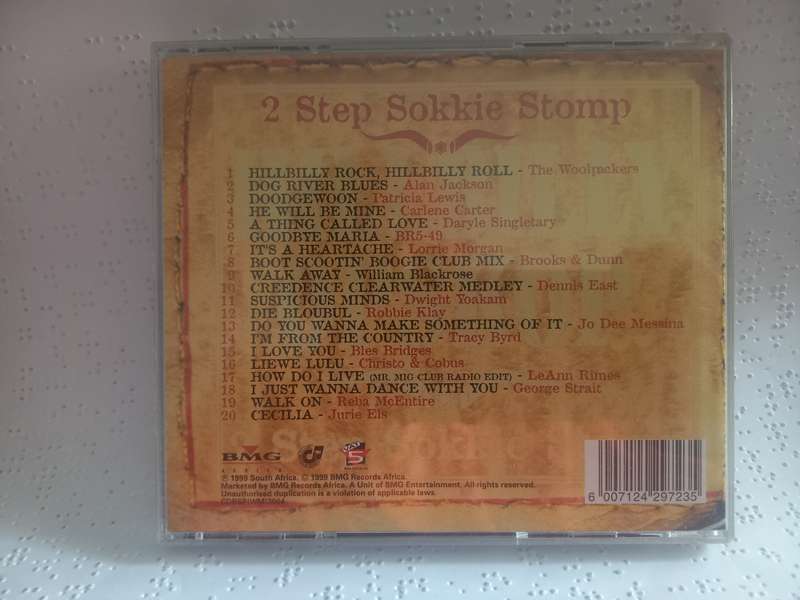 2 Step Sokkie Stomp
1 HILLBILLY ROCK, HILLBILLY ROLL - The Woolpackers
2 DOG RIVER BLUES - Alan Jackson
3 DOODGEWOON - Patricia Lewis
4 HE WILL BE MINE - Carlene Carter
5 A THING CALLED LOVE - Daryle Singletary
6 GOODBYE MARIA - BR5-49
7 IT'S A HEARTACHE - Lorrie Morgan
8 BOOT SCOOTIN' BOOGIE CLUB MIX - Brooks & Dunn
9 WALK AWAY - William Blackrose
10 CREEDENCE CLEARWATER MEDLEY - Dennis East
11 SUSPICIOUS MINDS - Dwight Yoakam
12 DIE BLOUBUL - Robbie Klay
13 DO YOU WANNA MAKE SOMETHING OF IT - Jo Dee Messina
14 I'M FROM THE COUNTRY - Tracy Byrd
15 I LOVE YOU - Bles Bridges
16 LIEWE LULU - Christo & Cobus
17 HOW DO I LIVE (MR. MIG CLUB RADIO EDIT) - LeAnn Rimes
18 I JUST WANNA DANCE WITH YOU - George Strait
19 WALK ON - Reba McEntire
20 CECILIA - Jurie Els
BMG
AFRICA
5
℗ 1999 South Africa. © 1999 BMG Records Africa.
Marketed by BMG Records Africa. A Unit of BMG Entertainment. All rights reserved.
Unauthorised duplication is a violation of applicable laws.
6 007124 297235